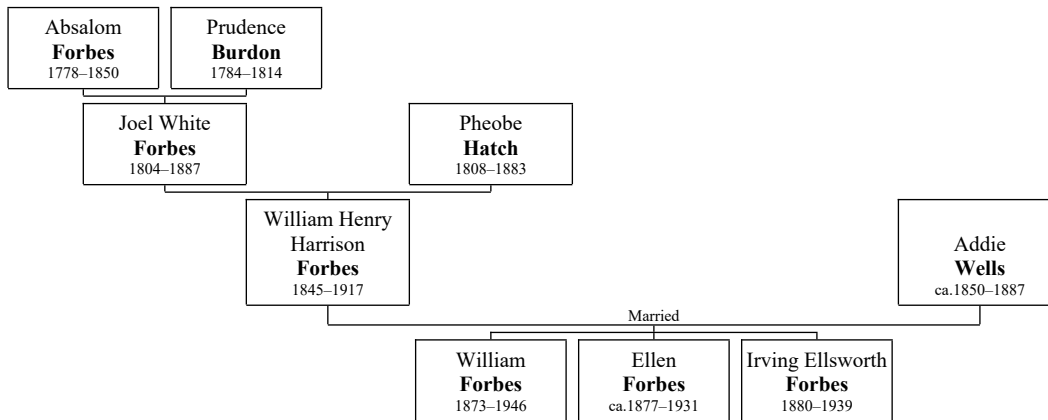 Absalom
Forbes
1778–1850
Prudence
Burdon
1784–1814
Joel White
Forbes
1804–1887
Pheobe
Hatch
1808–1883
William Henry
Harrison
Forbes
1845–1917
Addie
Wells
ca.1850–1887
Married
William
Forbes
1873–1946
Ellen
Forbes
ca.1877–1931
Irving Ellsworth
Forbes
1880–1939